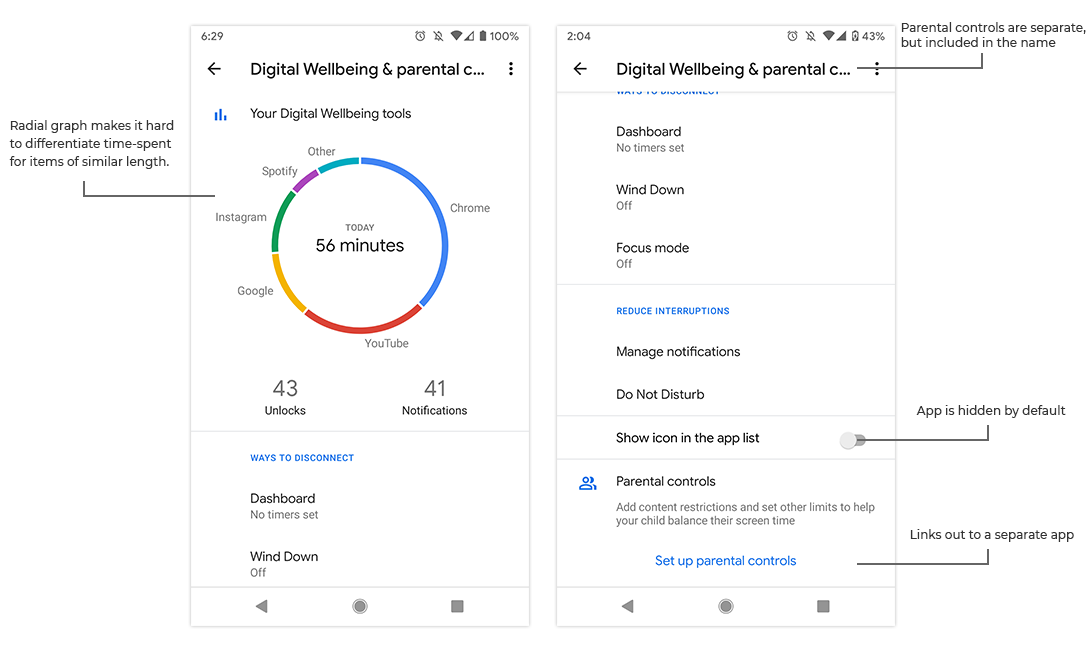 Radial graph makes it hard
to differentiate time-spent
for items of similar length.
6:29
100%
Digital Wellbeing & parental c...
Your Digital Wellbeing tools
Other
Spotify
Chrome
Instagram
TODAY
56 minutes
Google
YouTube
43
41
Unlocks
Notifications
WAYS TO DISCONNECT
Dashboard
No timers set
Wind Down
Off
2:04
43%
Digital Wellbeing & parental c...
WAYS TO DISCONNECT
Dashboard
No timers set
Wind Down
Off
Focus mode
Off
REDUCE INTERRUPTIONS
Manage notifications
Do Not Disturb
Show icon in the app list
Parental controls
Add content restrictions and set other limits to help
your child balance their screen time
Set up parental controls
Parental controls are separate,
but included in the name
App is hidden by default
Links out to a separate app